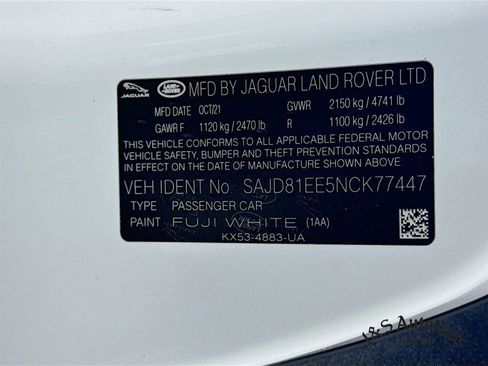 JAGUAR LAND ROVER MFD BY JAGUAR LAND ROVER LTD
MFD DATE OCT/21 GVWR 2150 kg / 4741 lb
GAWR F 1120 kg / 2470 lb R 1100 kg / 2426 lb
THIS VEHICLE CONFORMS TO ALL APPLICABLE FEDERAL MOTOR
VEHICLE SAFETY, BUMPER AND THEFT PREVENTION STANDARDS
IN EFFECT ON THE DATE OF MANUFACTURE SHOWN ABOVE.
VEH IDENT No. SAJD81EE5NCK77447
TYPE PASSENGER CAR
PAINT FUJI WHITE (1AA)
KX53-4883-UA